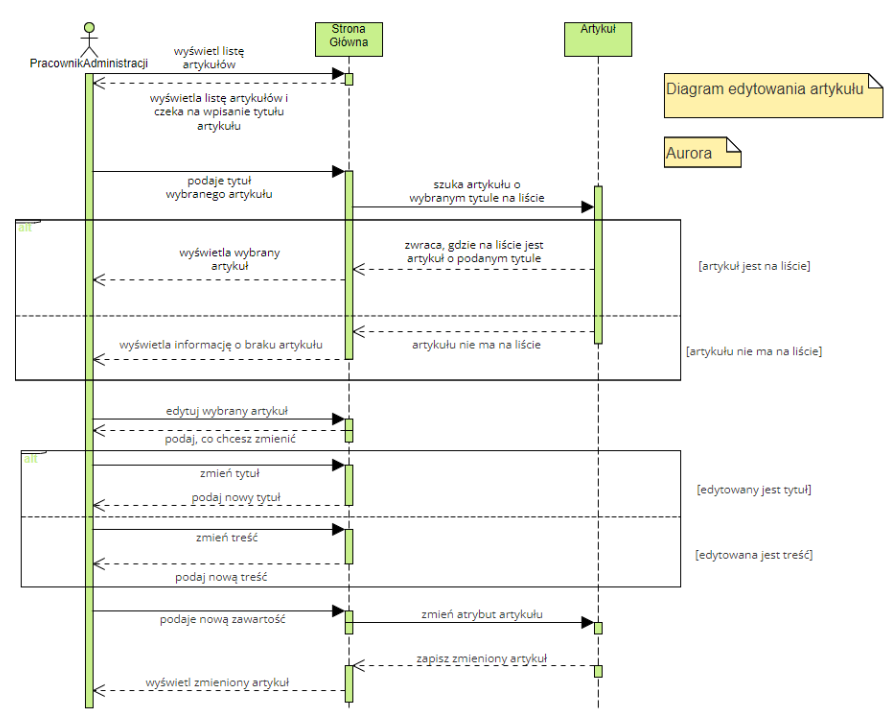 PracownikAdministracji
Strona
Główna
Artykuł
Diagram edytowania artykułu
Aurora
wyświetl listę
artykułów
wyświetla listę artykułów i
czeka na wpisanie tytułu
artykułu
podaje tytuł
wybranego artykułu
szuka artykułu o
wybranym tytule na liście
alt
wyświetla wybrany
artykuł
zwraca, gdzie na liście jest
artykuł o podanym tytule
[artykuł jest na liście]
wyświetla informację o braku artykułu
artykułu nie ma na liście
[artykułu nie ma na liście]
edytuj wybrany artykuł
podaj, co chcesz zmienić
alt
zmień tytuł
podaj nowy tytuł
[edytowany jest tytuł]
zmień treść
podaj nową treść
[edytowana jest treść]
podaje nową zawartość
zmień atrybut artykułu
zapisz zmieniony artykuł
wyświetl zmieniony artykuł